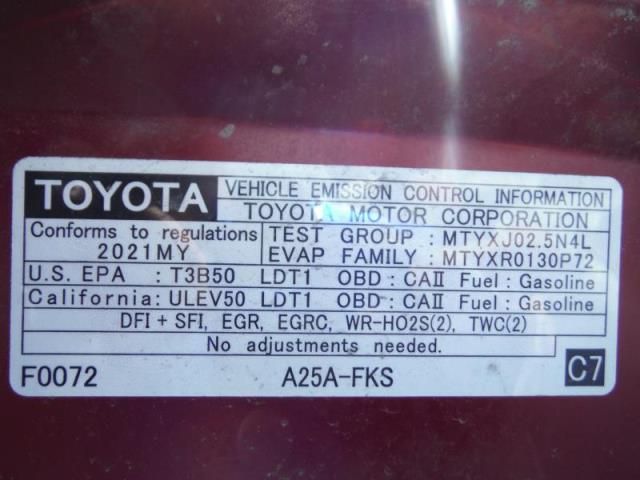 TOYOTA VEHICLE EMISSION CONTROL INFORMATION
TOYOTA MOTOR CORPORATION
Conforms to regulations
2021MY
TEST GROUP : MTYXJ02.5N4L
EVAP FAMILY : MTYXR0130P72
U.S. EPA : T3B50 LDT1 OBD : CAⅡ Fuel : Gasoline
California: ULEV50 LDT1 OBD : CAⅡ Fuel : Gasoline
DFI + SFI, EGR, EGRC, WR-HO2S(2), TWC(2)
No adjustments needed.
F0072 A25A-FKS C7